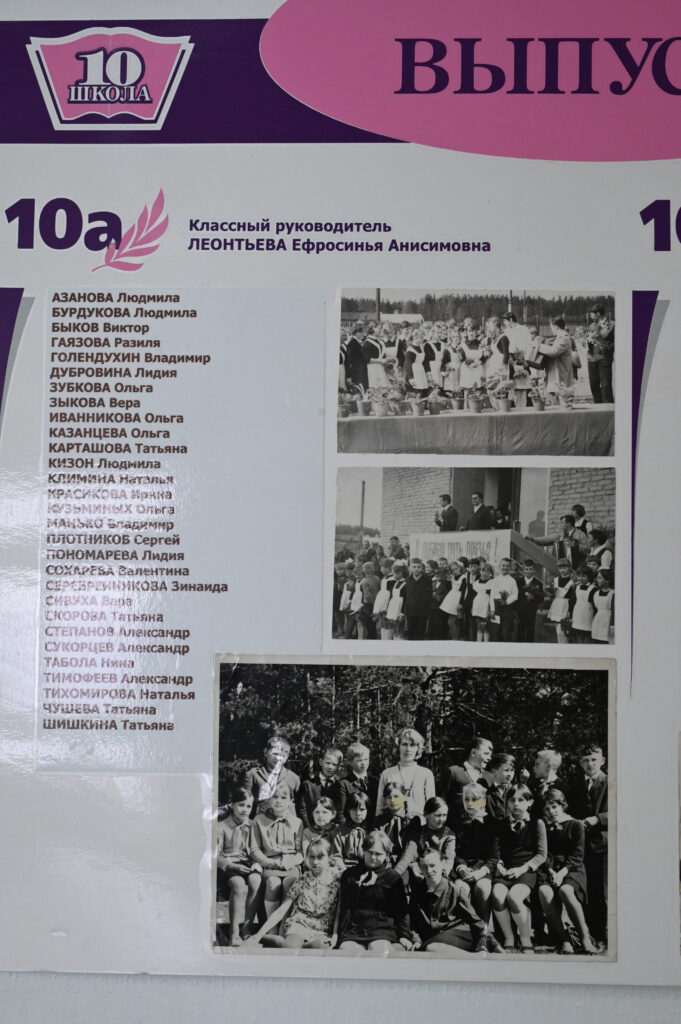 10
ШКОЛА
ВЫПУС
10а
Классный руководитель
ЛЕОНТЬЕВА Ефросинья Анисимовна
10
АЗАНОВА Людмила
БУРДУКОВА Людмила
БЫКОВ Виктор
ГАЯЗОВА Разиля
ГОЛЕНДУХИН Владимир
ДУБРОВИНА Лидия
ЗУБКОВА Ольга
ЗЫКОВА Вера
ИВАННИКОВА Ольга
КАЗАНЦЕВА Ольга
КАРТАШОВА Татьяна
КИЗОН Людмила
КЛИМИНА Наталья
КРАСИКОВА Ирина
КУЗЬМИНЫХ Ольга
МАНЬКО Владимир
ПЛОТНИКОВ Сергей
ПОНОМАРЕВА Лидия
СОХАРЕВА Валентина
СЕРЕБРЕННИКОВА Зинаида
СИВУХА Вера
СКОРОВА Татьяна
СТЕПАНОВ Александр
СУКОРЦЕВ Александр
ТАБОЛА Нина
ТИМОФЕЕВ Александр
ТИХОМИРОВА Наталья
ЧУШЕВА Татьяна
ШИШКИНА Татьяна